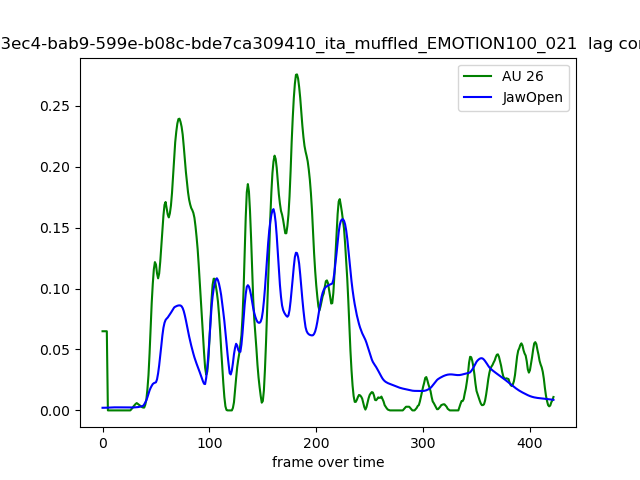 3ec4-bab9-599e-b08c-bde7ca309410_ita_muffled_EMOTION100_021 lag
AU 26
JawOpen
0.25
0.20
0.15
0.10
0.05
0.00
0 100 200 300 400
frame over time